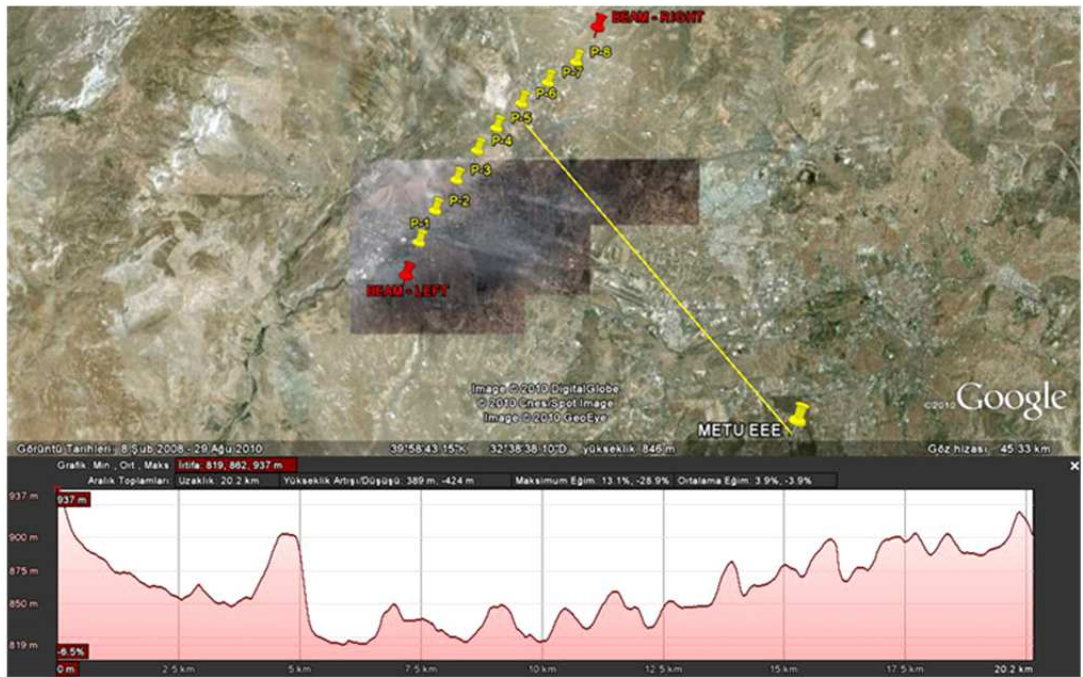 BEAM - RIGHT
P-8
P-7
P-6
P-5
P-4
P-3
P-2
P-1
BEAM - LEFT
METU EEE
Image © 2010 DigitalGlobe
© 2010 Cnes/Spot Image
Image © 2010 GeoEye
©2010 Google
Görüntü Tarihleri: 8 Şub 2008 - 29 Ağu 2010 39°58'43.15"K 32°38'38.10"D yükseklik 846 m Göz hizası 45.33 km
Grafik: Min , Ort , Maks: İrtifa: 819, 862, 937 m
Aralık Toplamları: Uzaklık: 20.2 km Yükseklik Artışı/Düşüşü: 389 m, -424 m Maksimum Eğim: 13.1%, -28.9% Ortalama Eğim: 3.9%, -3.9%
937 m
937 m
900 m
875 m
850 m
819 m
-6.5%
0 m 2.5 km 5 km 7.5 km 10 km 12.5 km 15 km 17.5 km 20.2 km